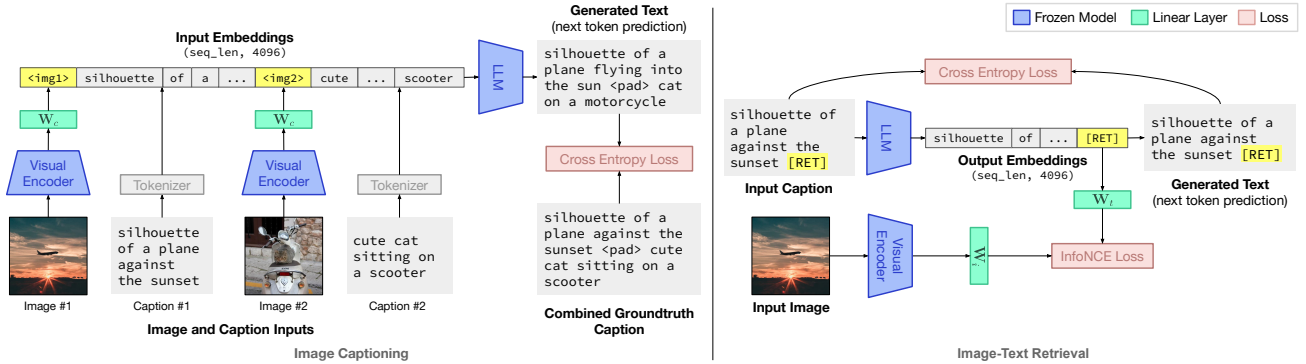 Input Embeddings
(seq_len, 4096)
<img1> silhouette of a ... <img2> cute ... scooter
W_c
W_c
Visual
Encoder
Visual
Encoder
Tokenizer
Tokenizer
silhouette
of a plane
against
the sunset
cute cat
sitting on
a scooter
Image #1
Caption #1
Image #2
Caption #2
Image and Caption Inputs
LLM
Generated Text
(next token prediction)
silhouette of a
plane flying into
the sun <pad> cat
on a motorcycle
Cross Entropy Loss
silhouette of a
plane against the
sunset <pad> cute
cat sitting on a
scooter
Combined Groundtruth
Caption
Image Captioning
Frozen Model
Linear Layer
Loss
Cross Entropy Loss
silhouette of
a plane
against the
sunset [RET]
Input Caption
LLM
silhouette of ... [RET]
Output Embeddings
(seq_len, 4096)
silhouette of a
plane against
the sunset [RET]
Generated Text
(next token prediction)
W_t
Visual
Encoder
W_i
InfoNCE Loss
Input Image
Image-Text Retrieval